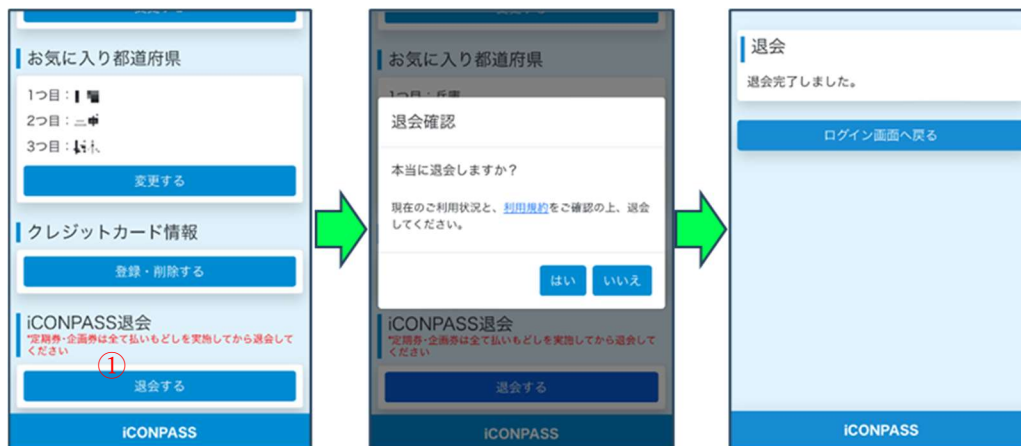 お気に入り都道府県
1つ目：
2つ目：
3つ目：
変更する
クレジットカード情報
登録・削除する
iCONPASS退会
*定期券・企画券は全て払いもどしを実施してから退会して
ください
①
退会する
iCONPASS
お気に入り都道府県
1つ目：兵庫
退会確認
本当に退会しますか？
現在のご利用状況と、利用規約をご確認の上、退会
してください。
はい いいえ
iCONPASS退会
*定期券・企画券は全て払いもどしを実施してから退会して
ください
退会する
iCONPASS
退会
退会完了しました。
ログイン画面へ戻る
iCONPASS